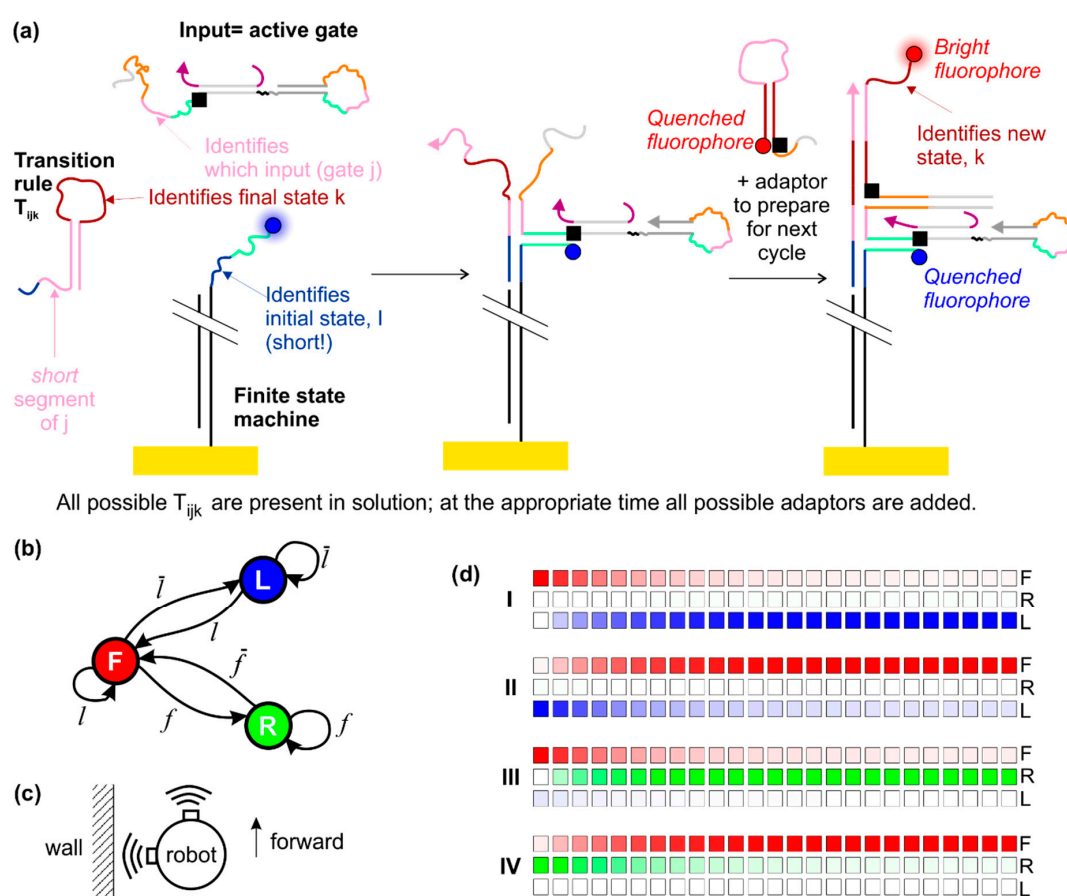 (a)
Input= active gate
Identifies
which input (gate j)
Transition
rule
T_ijk
Identifies final state k
Identifies
initial state, I
(short!)
short
segment
of j
Finite state
machine
Quenched
fluorophore
+ adaptor
to prepare
for next
cycle
Bright
fluorophore
Identifies new
state, k
Quenched
fluorophore
All possible T_ijk are present in solution; at the appropriate time all possible adaptors are added.
(b)
L
l̄
l̄
l
F
f̄
l
f
R
f
(c)
wall
robot
forward
(d)
I
F
R
L
II
F
R
L
III
F
R
L
IV
F
R
L